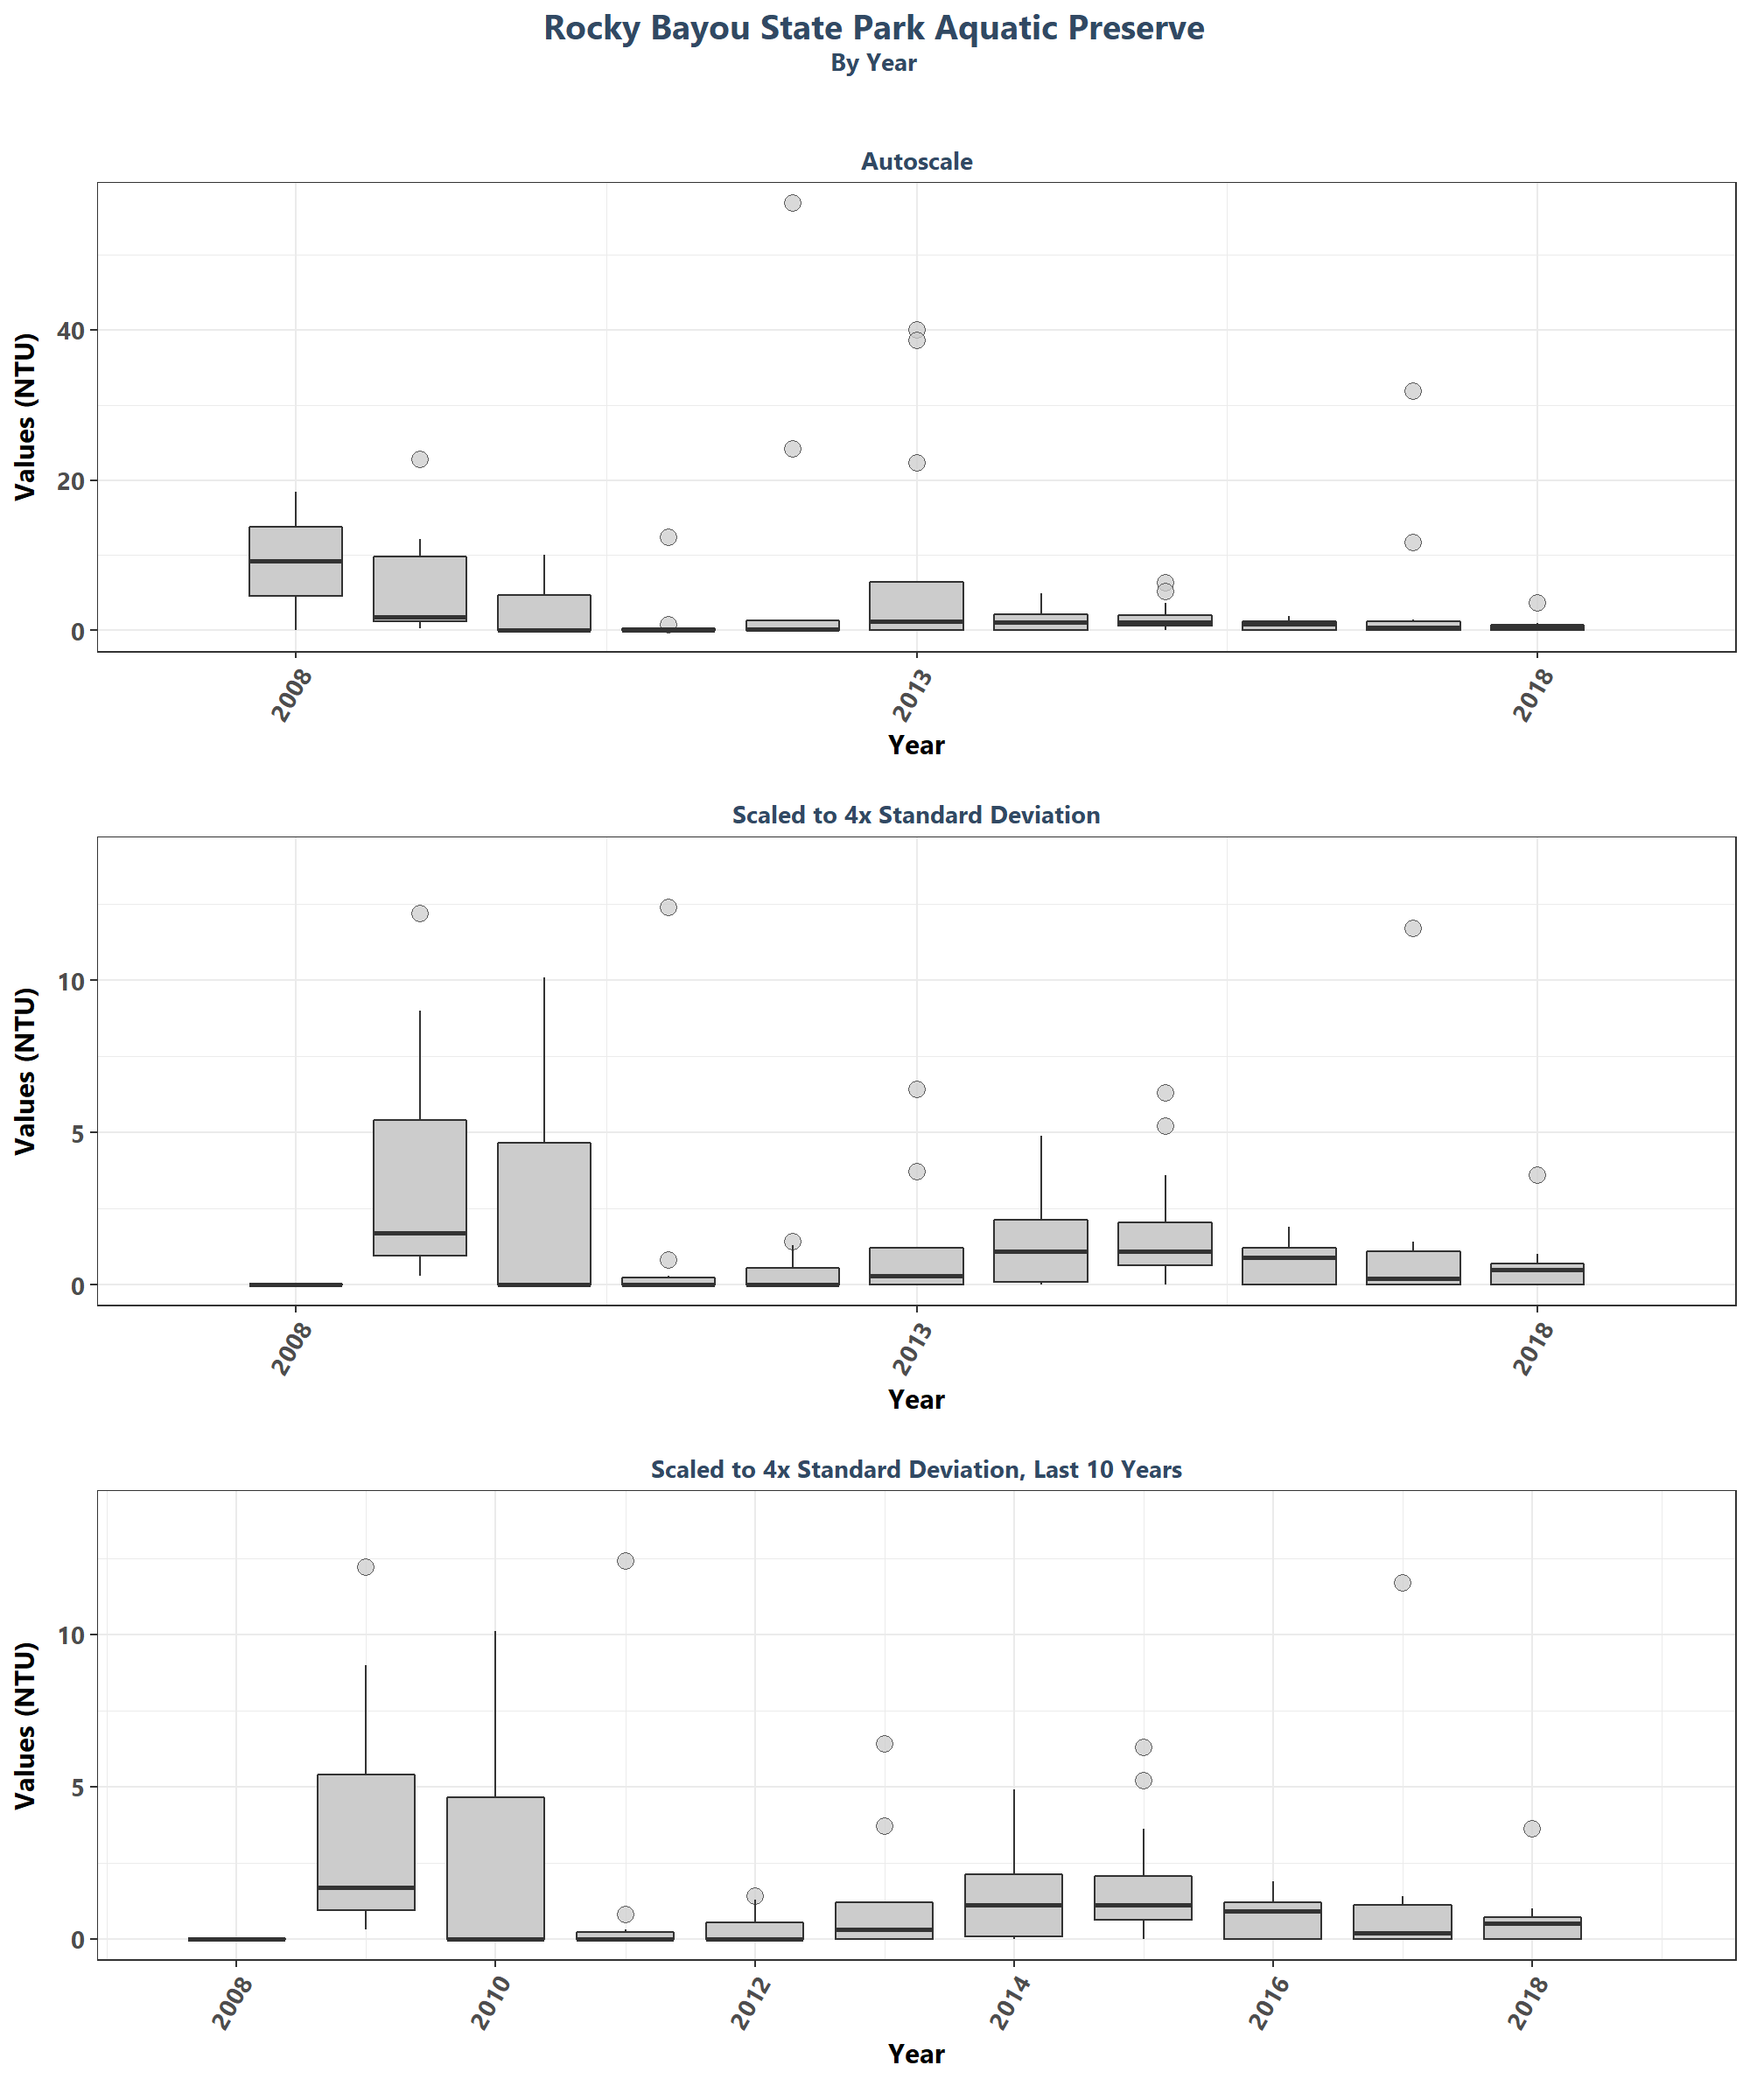 Rocky Bayou State Park Aquatic Preserve
By Year
Autoscale
Values (NTU)
40
20
0
2008
2013
2018
Year
Scaled to 4x Standard Deviation
Values (NTU)
10
5
0
2008
2013
2018
Year
Scaled to 4x Standard Deviation, Last 10 Years
Values (NTU)
10
5
0
2008
2010
2012
2014
2016
2018
Year